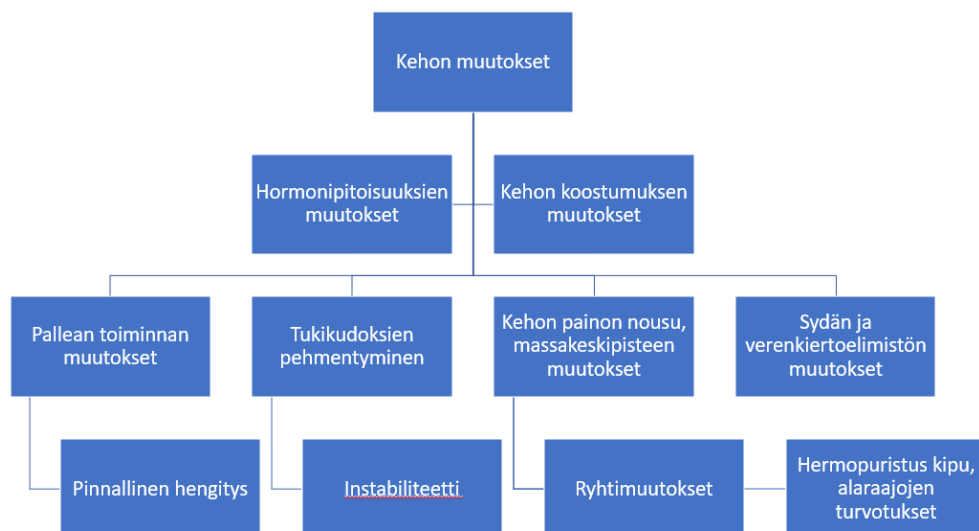 Kehon muutokset
Hormonipitoisuuksien
muutokset
Kehon koostumuksen
muutokset
Pallean toiminnan
muutokset
Tukikudoksien
pehmentyminen
Kehon painon nousu,
massakeskipisteen
muutokset
Sydän ja
verenkiertoelimistön
muutokset
Pinnallinen hengitys
Instabiliteetti
Ryhtimuutokset
Hermopuristus kipu,
alaraajojen
turvotukset